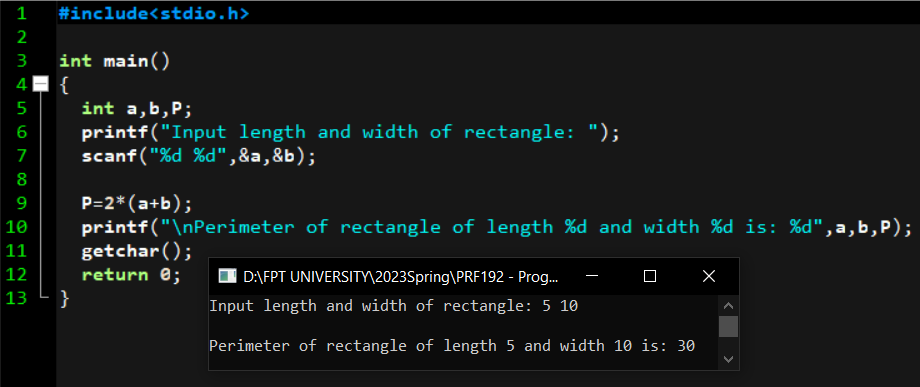 1 #include<stdio.h>
2
3 int main()
4 {
5 int a,b,P;
6 printf("Input length and width of rectangle: ");
7 scanf("%d %d",&a,&b);
8
9 P=2*(a+b);
10 printf("\nPerimeter of rectangle of length %d and width %d is: %d",a,b,P);
11 getchar();
12 return 0;
13 }
D:\FPT UNIVERSITY\2023Spring\PRF192 - Prog...
Input length and width of rectangle: 5 10
Perimeter of rectangle of length 5 and width 10 is: 30